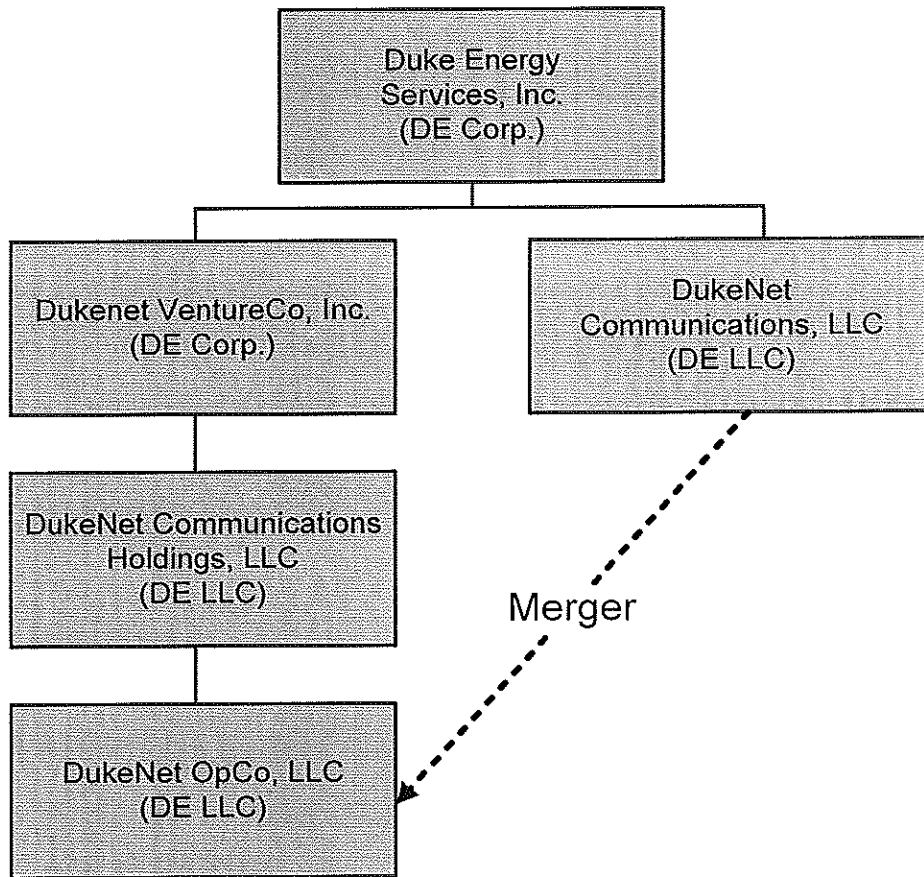 Duke Energy
Services, Inc.
(DE Corp.)
Dukenet VentureCo, Inc.
(DE Corp.)
DukeNet
Communications, LLC
(DE LLC)
DukeNet Communications
Holdings, LLC
(DE LLC)
Merger
DukeNet OpCo, LLC
(DE LLC)